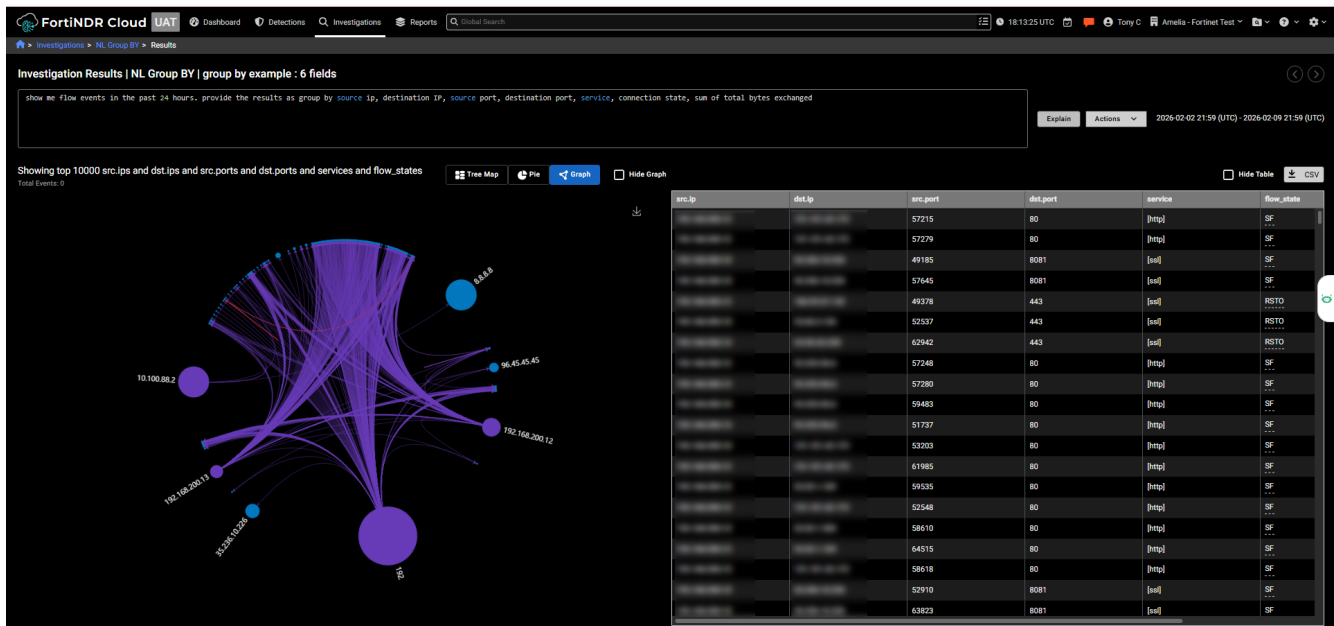 FortiNDR Cloud UAT Dashboard Detections Investigations Reports Global Search 18:13:25 UTC Tony C Amelia - Fortinet Test
> Investigations > NL Group BY > Results
Investigation Results | NL Group BY | group by example : 6 fields
show me flow events in the past 24 hours. provide the results as group by source ip, destination IP, source port, destination port, service, connection state, sum of total bytes exchanged
Explain Actions 2026-02-02 21:59 (UTC) - 2026-02-09 21:59 (UTC)
Showing top 10000 src.ips and dst.ips and src.ports and dst.ports and services and flow_states
Total Events: 0
Tree Map Pie Graph Hide Graph
Hide Table CSV
8.8.8.8
96.45.45.45
10.100.88.2
192.168.200.12
192.168.200.13
35.236.10.226
192.
src.ip dst.ip src.port dst.port service flow_state
57215 80 [http] SF
57279 80 [http] SF
49185 8081 [ssl] SF
57645 8081 [ssl] SF
49378 443 [ssl] RSTO
52537 443 [ssl] RSTO
62942 443 [ssl] RSTO
57248 80 [http] SF
57280 80 [http] SF
59483 80 [http] SF
51737 80 [http] SF
53203 80 [http] SF
61985 80 [http] SF
59535 80 [http] SF
52548 80 [http] SF
58610 80 [http] SF
64515 80 [http] SF
58618 80 [http] SF
52910 8081 [ssl] SF
63823 8081 [ssl] SF